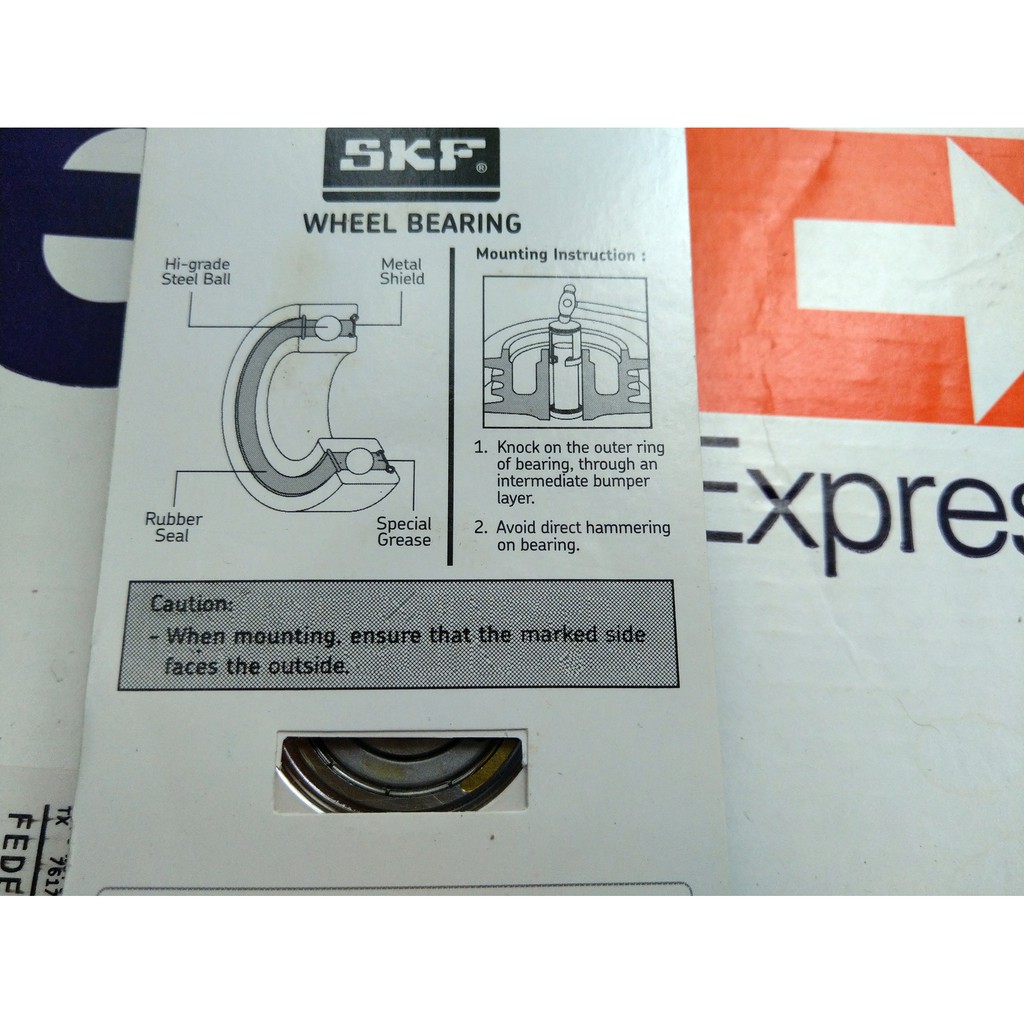 SKF®
WHEEL BEARING
Hi-grade
Steel Ball
Metal
Shield
Rubber
Seal
Special
Grease
Mounting Instruction :
1. Knock on the outer ring
of bearing, through an
intermediate bumper
layer.
2. Avoid direct hammering
on bearing.
Caution:
- When mounting, ensure that the marked side
faces the outside.
Expres
TX 7617
FEDE